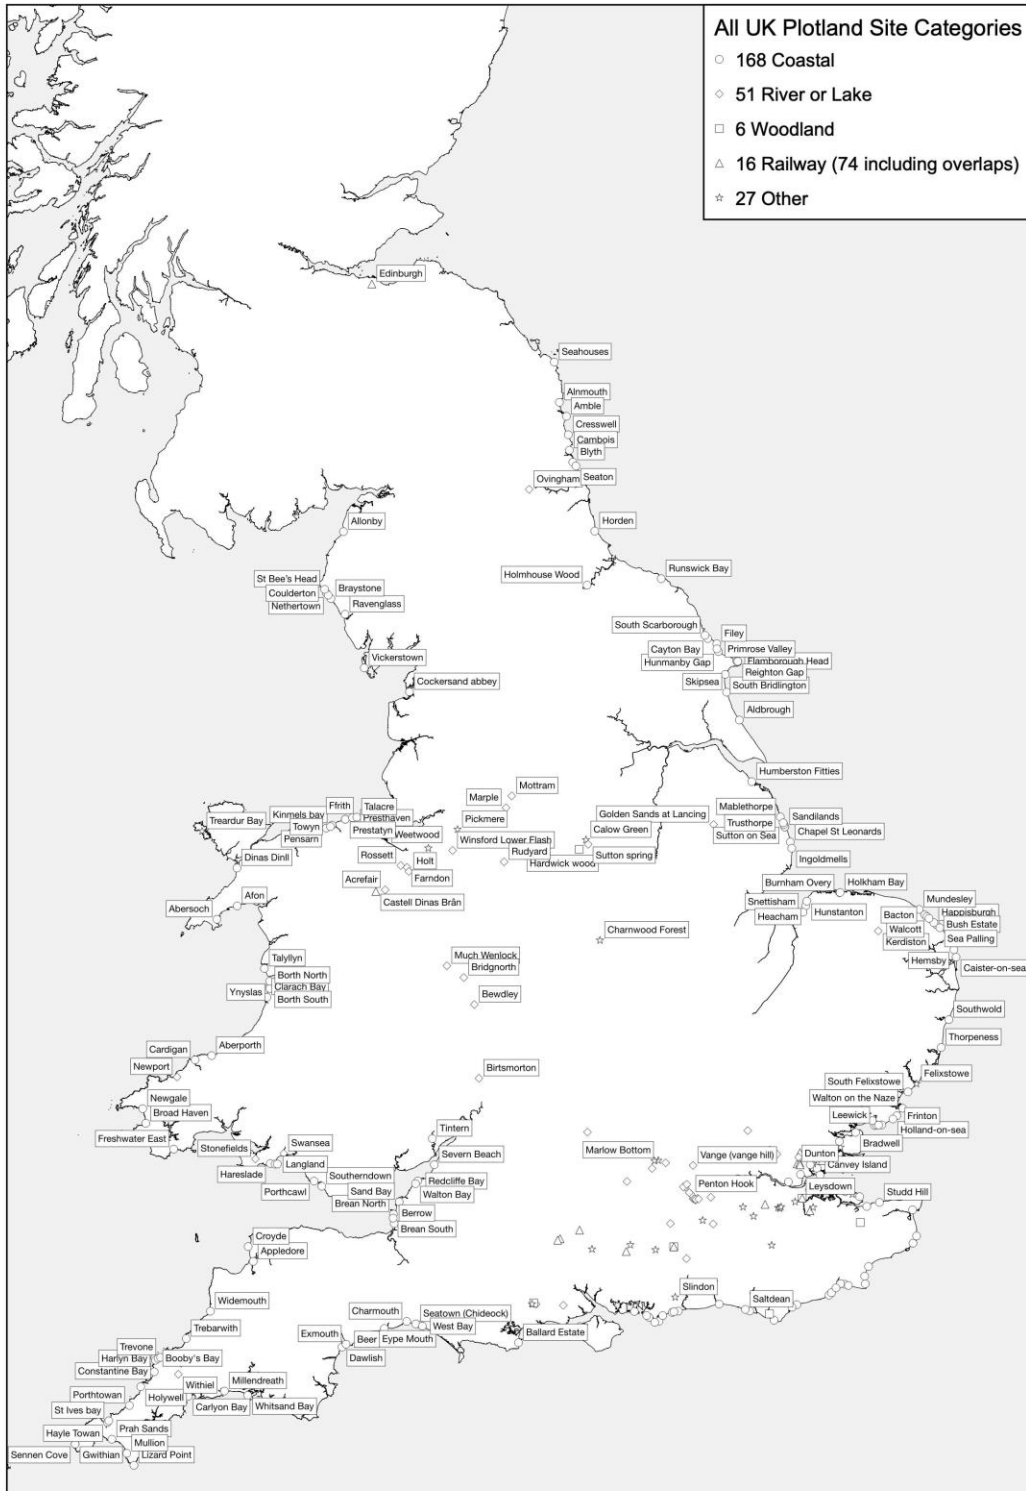 All UK Plotland Site Categories
168 Coastal
51 River or Lake
6 Woodland
16 Railway (74 including overlaps)
27 Other
Edinburgh
Seahouses
Alnmouth
Amble
Cresswell
Cambois
Blyth
Seaton
Ovingham
Allonby
Horden
Runswick Bay
Holmhouse Wood
St Bee's Head
Braystone
Coulderton
Nethertown
Ravenglass
South Scarborough
Filey
Cayton Bay
Primrose Valley
Hunmanby Gap
Flamborough Head
Reighton Gap
Vickerstown
Skipsea
South Bridlington
Cockersand abbey
Aldbrough
Humberston Fitties
Mottram
Marple
Pickmere
Ffrith
Talacre
Kinmels bay
Presthaven
Treardur Bay
Towyn
Prestatyn
Weetwood
Pensarn
Winsford Lower Flash
Rudyard
Hardwick wood
Calow Green
Sutton spring
Golden Sands at Lancing
Mablethorpe
Sandilands
Trusthorpe
Chapel St Leonards
Sutton on Sea
Ingoldmells
Dinas Dinll
Rossett
Holt
Farndon
Acrefair
Castell Dinas Brân
Afon
Abersoch
Burnham Overy
Holkham Bay
Snettisham
Hunstanton
Heacham
Mundesley
Bacton
Happisburgh
Walcott
Bush Estate
Kerdiston
Sea Palling
Hemsby
Caister-on-sea
Charnwood Forest
Talyllyn
Borth North
Clarach Bay
Ynyslas
Borth South
Much Wenlock
Bridgnorth
Bewdley
Southwold
Thorpeness
Aberporth
Cardigan
Newport
Birtsmorton
Felixstowe
South Felixstowe
Walton on the Naze
Leewick
Frinton
Holland-on-sea
Bradwell
Newgale
Broad Haven
Freshwater East
Stonefields
Swansea
Langland
Hareslade
Porthcawl
Southerndown
Tintern
Severn Beach
Sand Bay
Redcliffe Bay
Brean North
Walton Bay
Berrow
Brean South
Marlow Bottom
Vange (vange hill)
Dunton
Canvey Island
Penton Hook
Leysdown
Studd Hill
Croyde
Appledore
Slindon
Saltdean
Widemouth
Charmouth
Seatown (Chideock)
West Bay
Exmouth
Beer
Eype Mouth
Ballard Estate
Dawlish
Trebarwith
Trevone
Harlyn Bay
Booby's Bay
Constantine Bay
Withiel
Millendreath
Porthtowan
Holywell
Carlyon Bay
Whitsand Bay
St Ives bay
Prah Sands
Hayle Towan
Mullion
Sennen Cove
Gwithian
Lizard Point